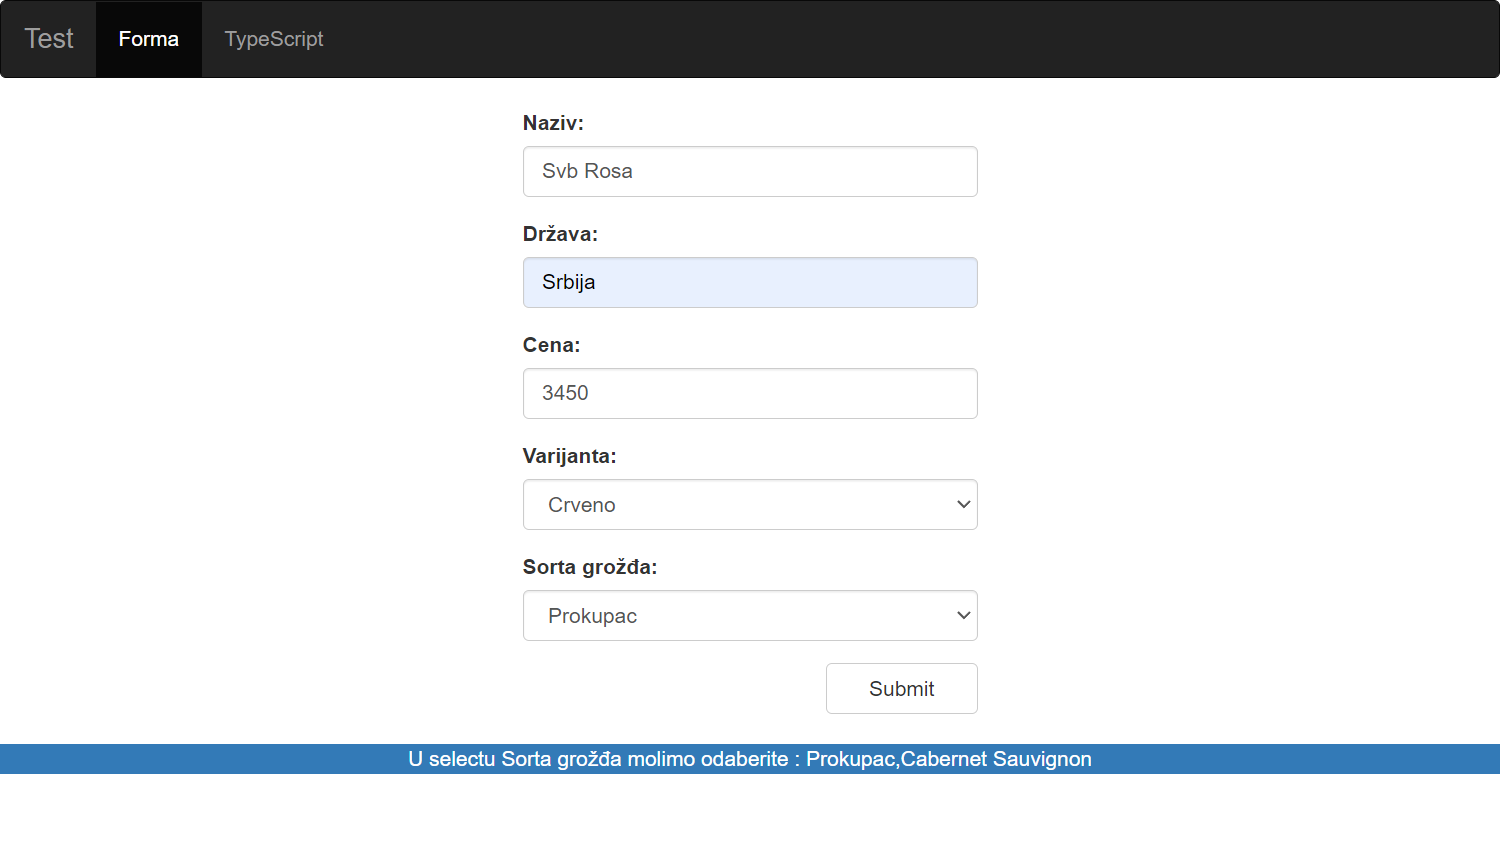 Test Forma TypeScript
Naziv:
Svb Rosa
Država:
Srbija
Cena:
3450
Varijanta:
Crveno
Sorta grožđa:
Prokupac
Submit
U selectu Sorta grožđa molimo odaberite : Prokupac,Cabernet Sauvignon